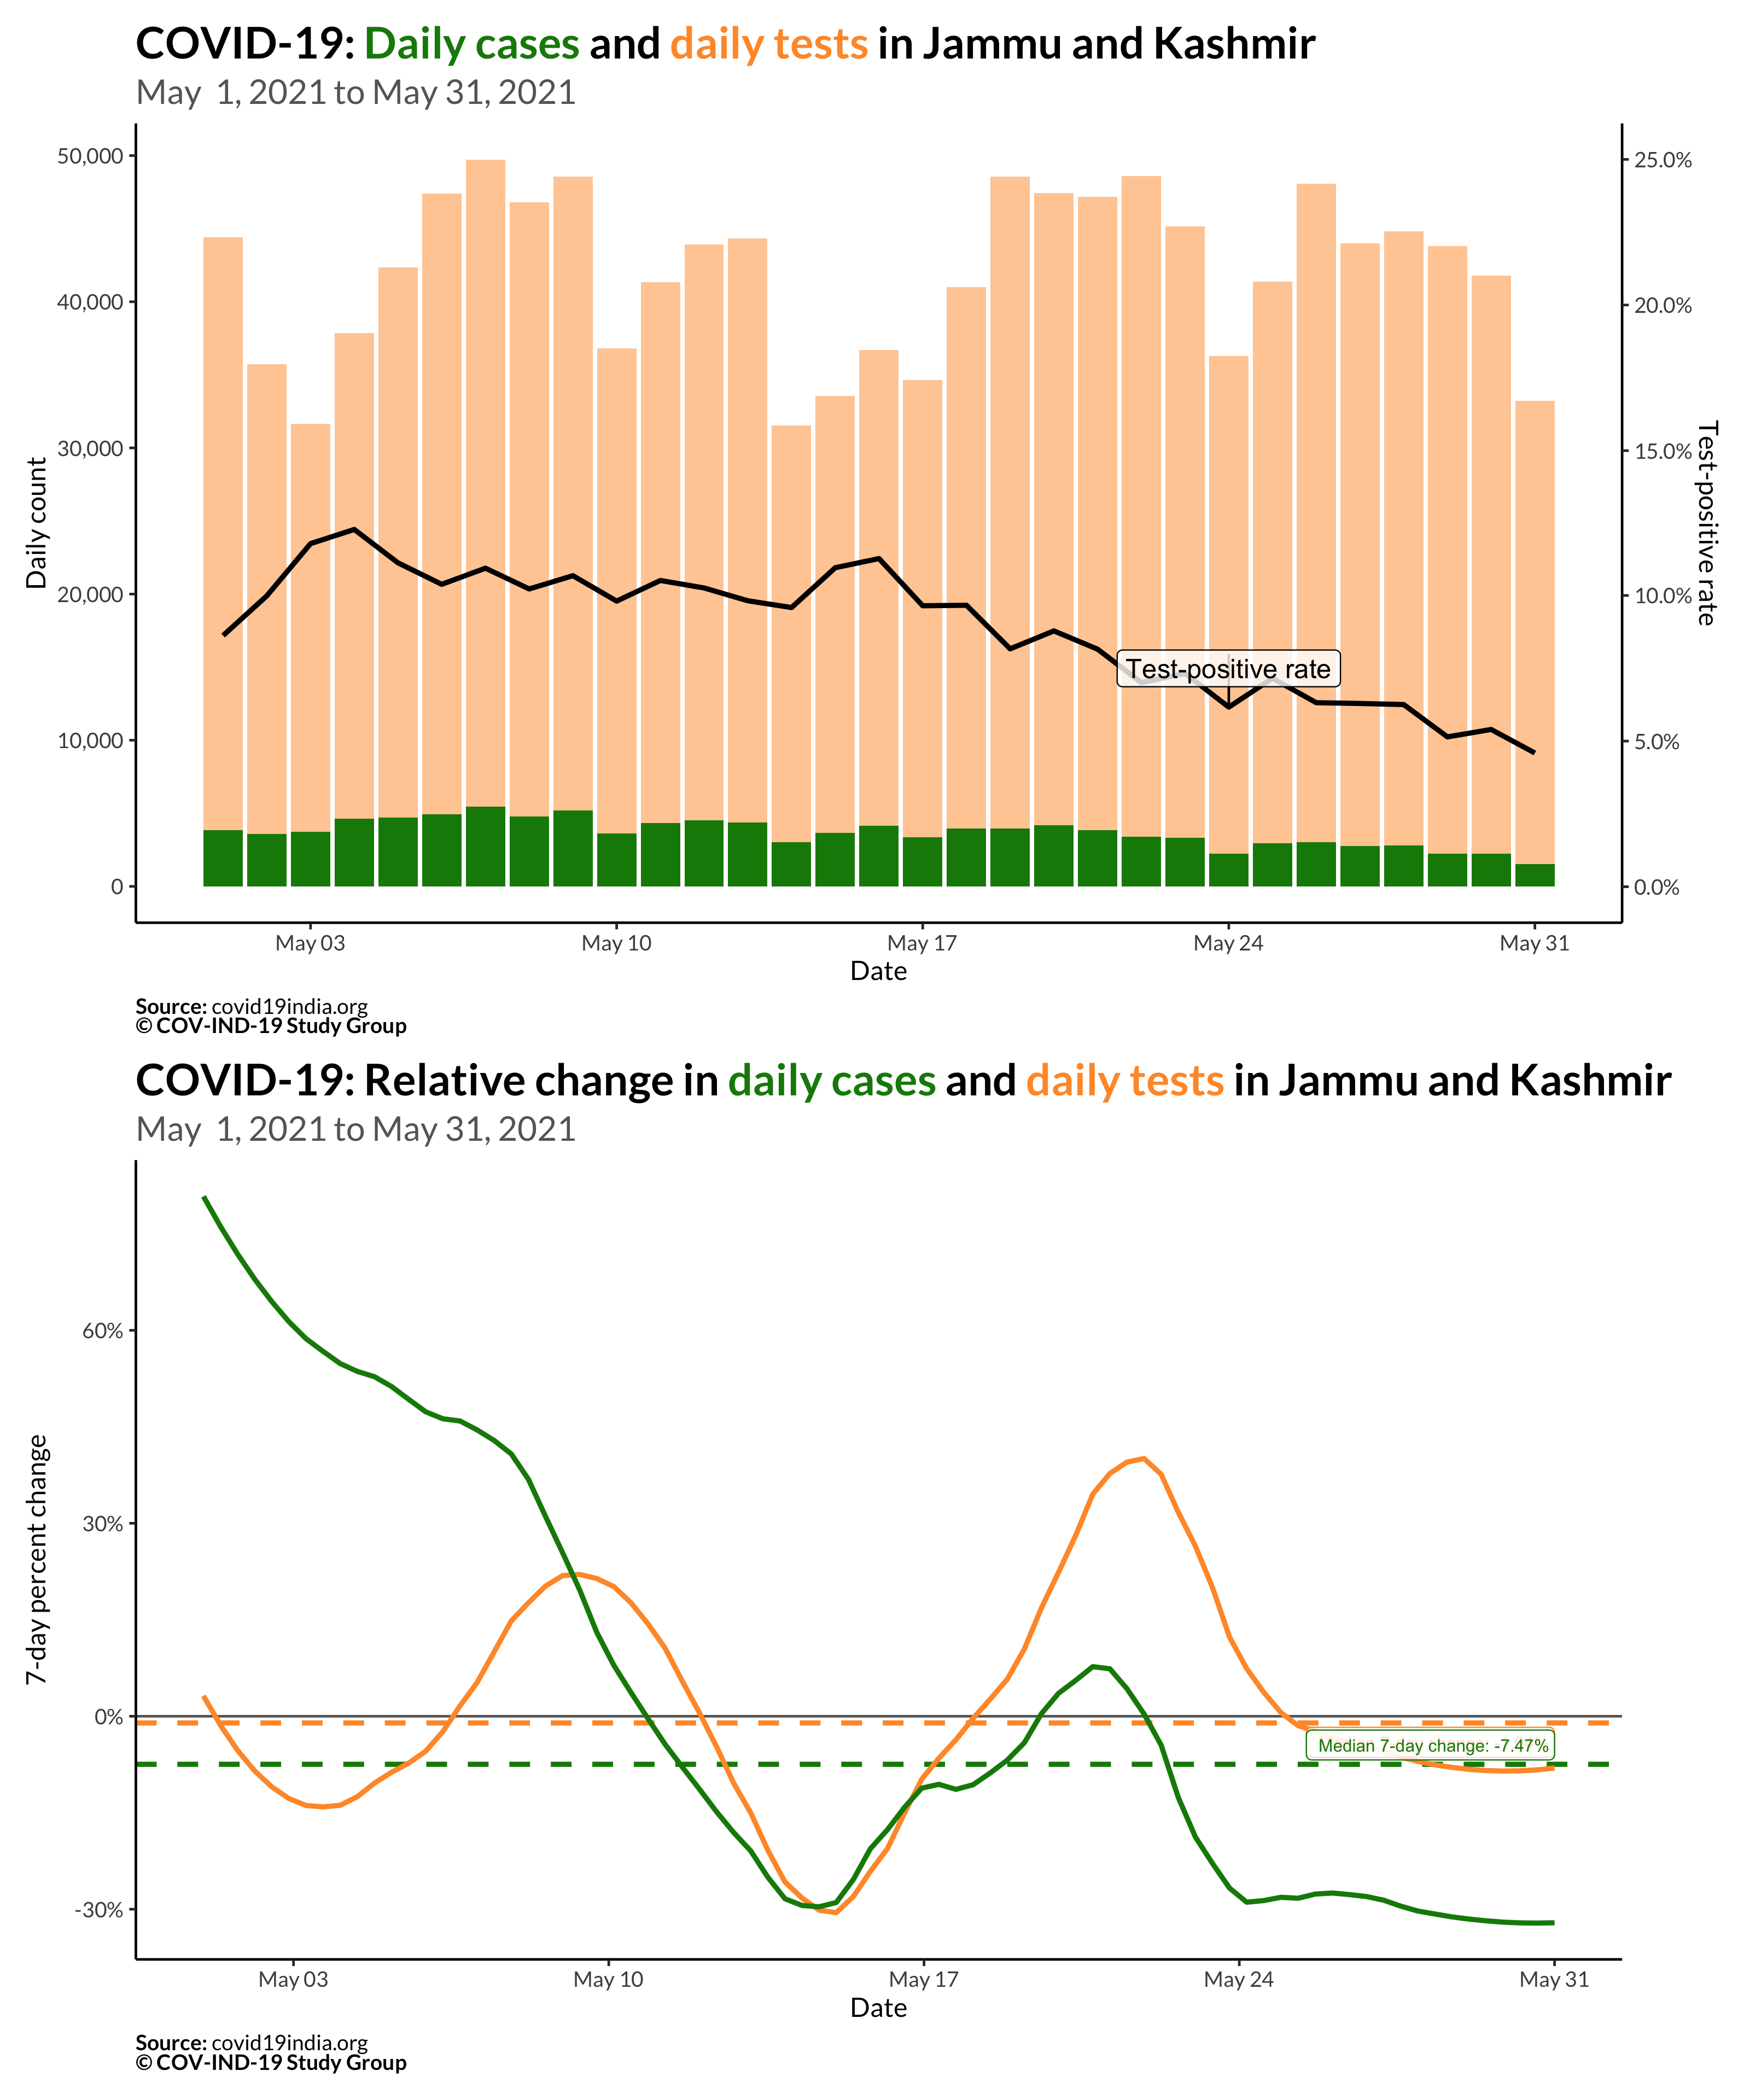 COVID-19: Daily cases and daily tests in Jammu and Kashmir
May 1, 2021 to May 31, 2021
50,000
40,000
30,000
20,000
10,000
0
Daily count
25.0%
20.0%
15.0%
10.0%
5.0%
0.0%
Test-positive rate
Test-positive rate
May 03
May 10
May 17
May 24
May 31
Date
Source: covid19india.org
© COV-IND-19 Study Group
COVID-19: Relative change in daily cases and daily tests in Jammu and Kashmir
May 1, 2021 to May 31, 2021
60%
30%
0%
-30%
7-day percent change
Median 7-day change: -7.47%
May 03
May 10
May 17
May 24
May 31
Date
Source: covid19india.org
© COV-IND-19 Study Group